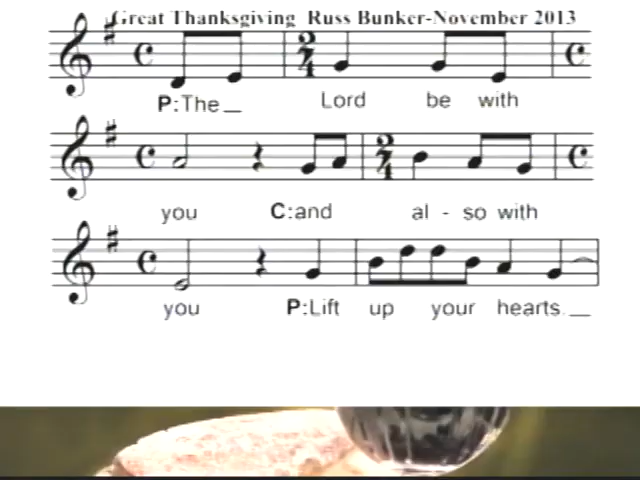 Great Thanksgiving Russ Bunker-November 2013
P:The_ Lord be with
you C:and al - so with
you P:Lift up your hearts._